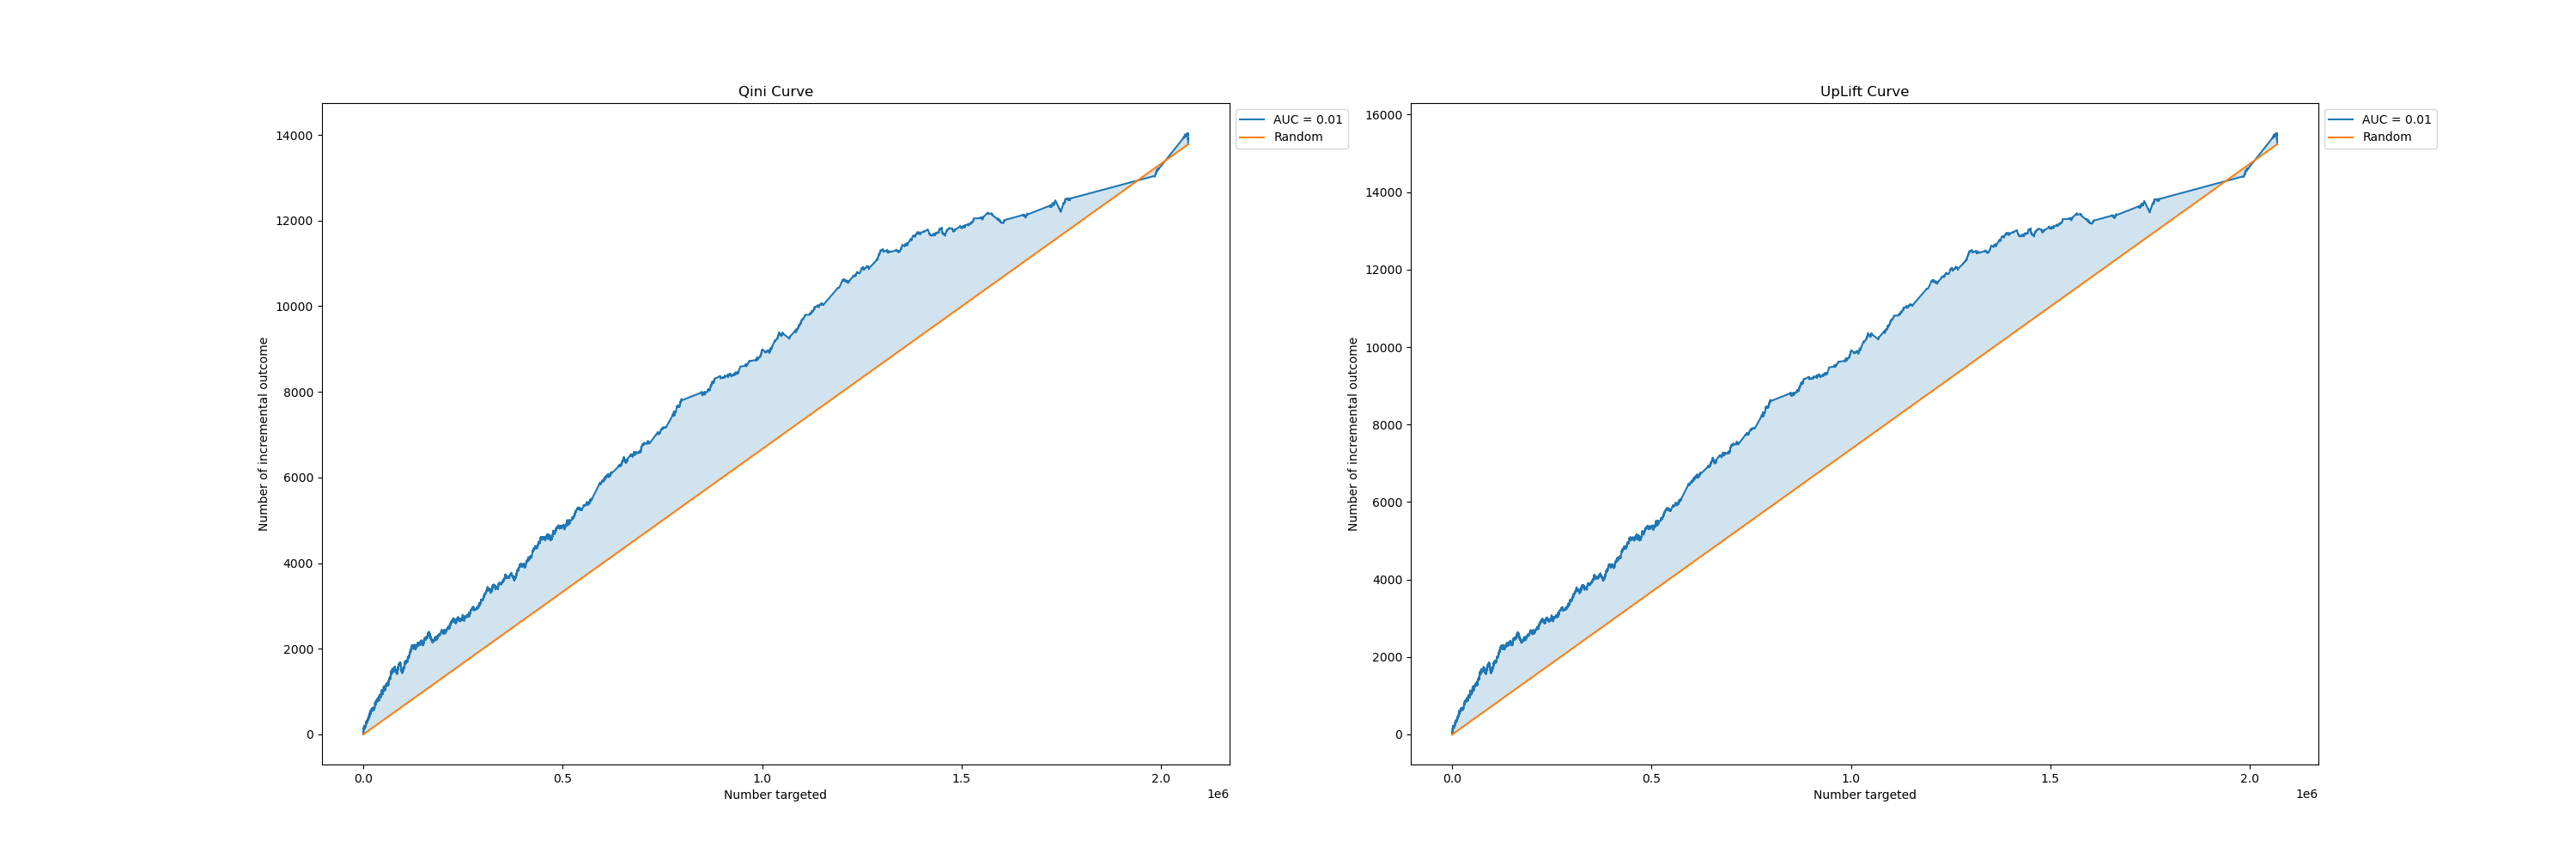 Qini Curve
14000
12000
10000
8000
6000
4000
2000
0
Number of incremental outcome
0.0 0.5 1.0 1.5 2.0
1e6
Number targeted
AUC = 0.01
Random
UpLift Curve
16000
14000
12000
10000
8000
6000
4000
2000
0
Number of incremental outcome
0.0 0.5 1.0 1.5 2.0
1e6
Number targeted
AUC = 0.01
Random